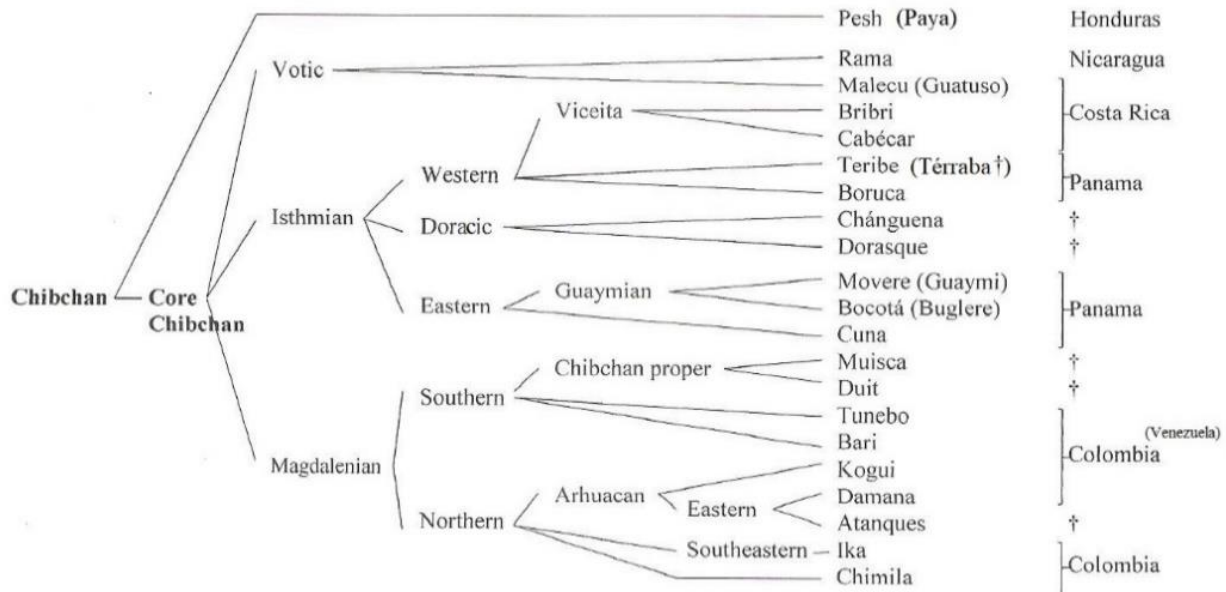 Pesh (Paya) Honduras
Rama Nicaragua
Votic
Malecu (Guatuso)
Viceita Bribri Costa Rica
Cabécar
Western Teribe (Térraba†)
Boruca Panama
Isthmian Chánguena †
Doracic
Dorasque †
Movere (Guaymi)
Chibchan Core Guaymian
Chibchan Eastern Bocotá (Buglere) Panama
Cuna
Muisca †
Chibchan proper
Southern Duit †
Tunebo
(Venezuela)
Bari Colombia
Magdalenian Kogui
Arhuacan
Eastern Damana
Northern Atanques †
Southeastern Ika
Colombia
Chimila